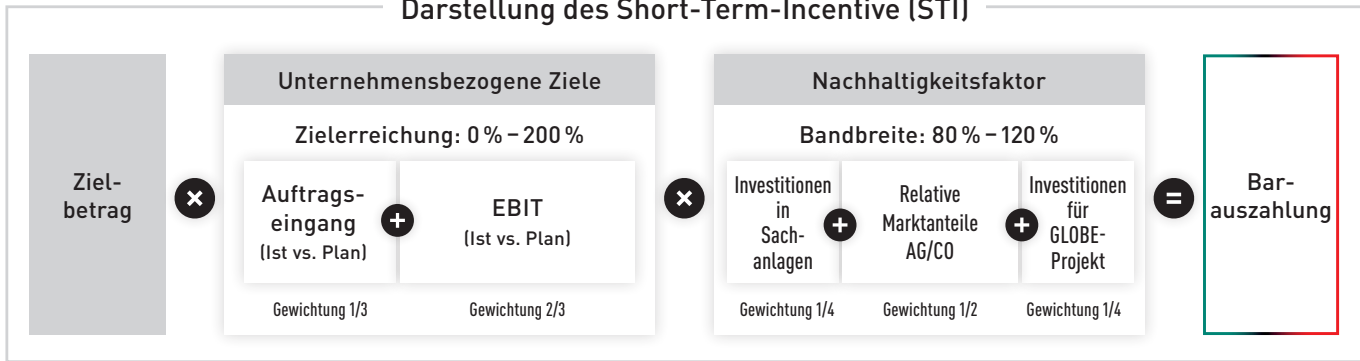 Darstellung des Short-Term-Incentive (STI)
Ziel-
betrag
×
Unternehmensbezogene Ziele
Zielerreichung: 0 % – 200 %
Auftrags-
eingang
(Ist vs. Plan)
+
EBIT
(Ist vs. Plan)
Gewichtung 1/3
Gewichtung 2/3
×
Nachhaltigkeitsfaktor
Bandbreite: 80 % – 120 %
Investitionen
in
Sach-
anlagen
+
Relative
Marktanteile
AG/CO
+
Investitionen
für
GLOBE-
Projekt
Gewichtung 1/4
Gewichtung 1/2
Gewichtung 1/4
=
Bar-
auszahlung